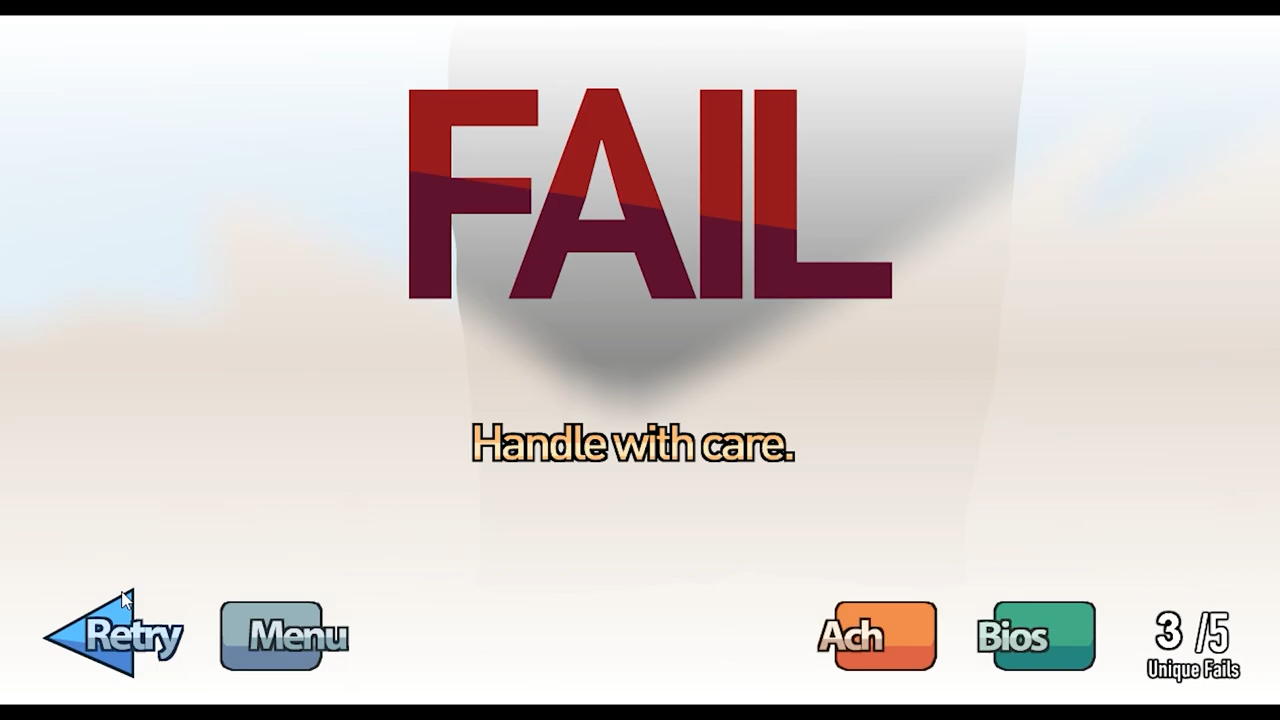 FAIL
Handle with care.
Retry
Menu
Ach
Bios
3/5
Unique Fails